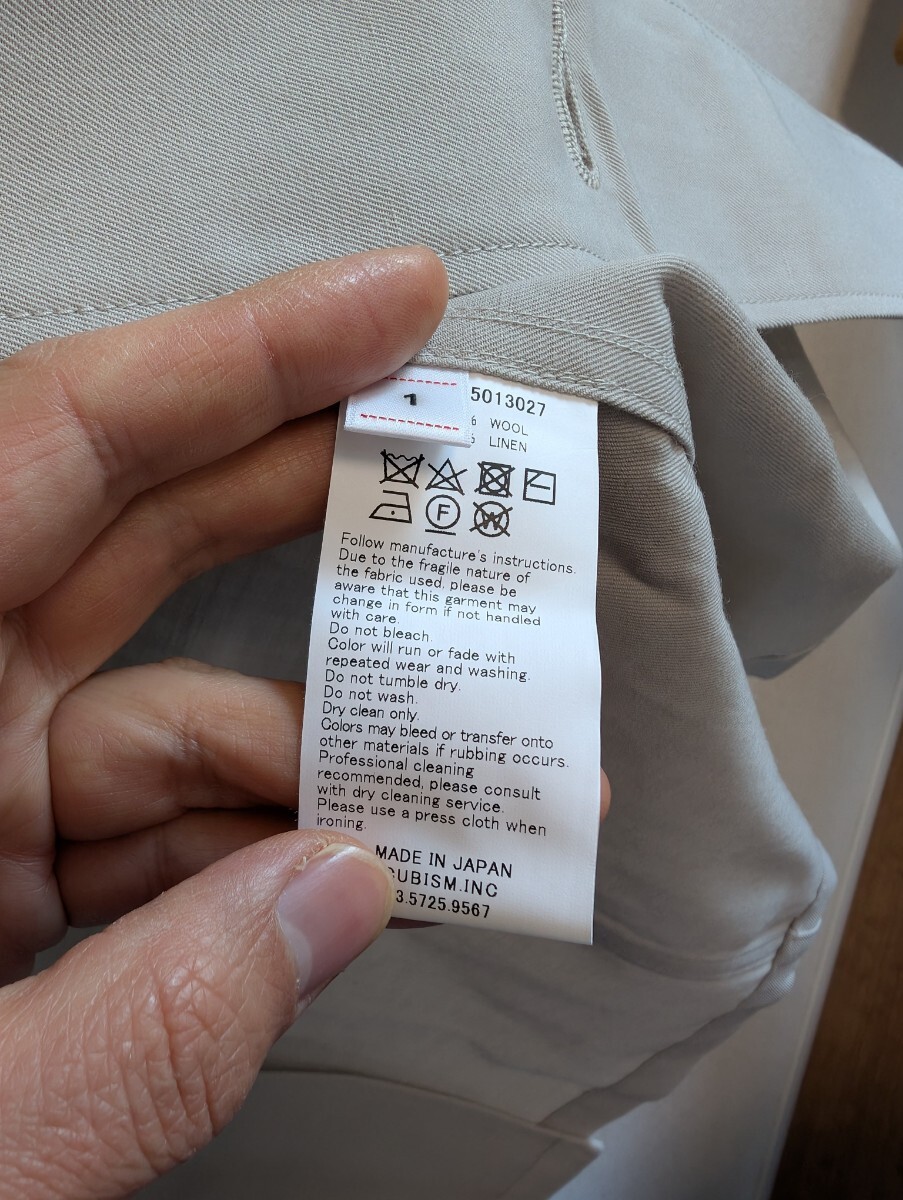 1
5013027
% WOOL
LINEN
F
W
Follow manufacture's instructions.
Due to the fragile nature of
the fabric used, please be
aware that this garment may
change in form if not handled
with care.
Do not bleach.
Color will run or fade with
repeated wear and washing.
Do not tumble dry.
Do not wash.
Dry clean only.
Colors may bleed or transfer onto
other materials if rubbing occurs.
Professional cleaning
recommended, please consult
with dry cleaning service.
Please use a press cloth when
ironing.
MADE IN JAPAN
CUBISM.INC
3.5725.9567